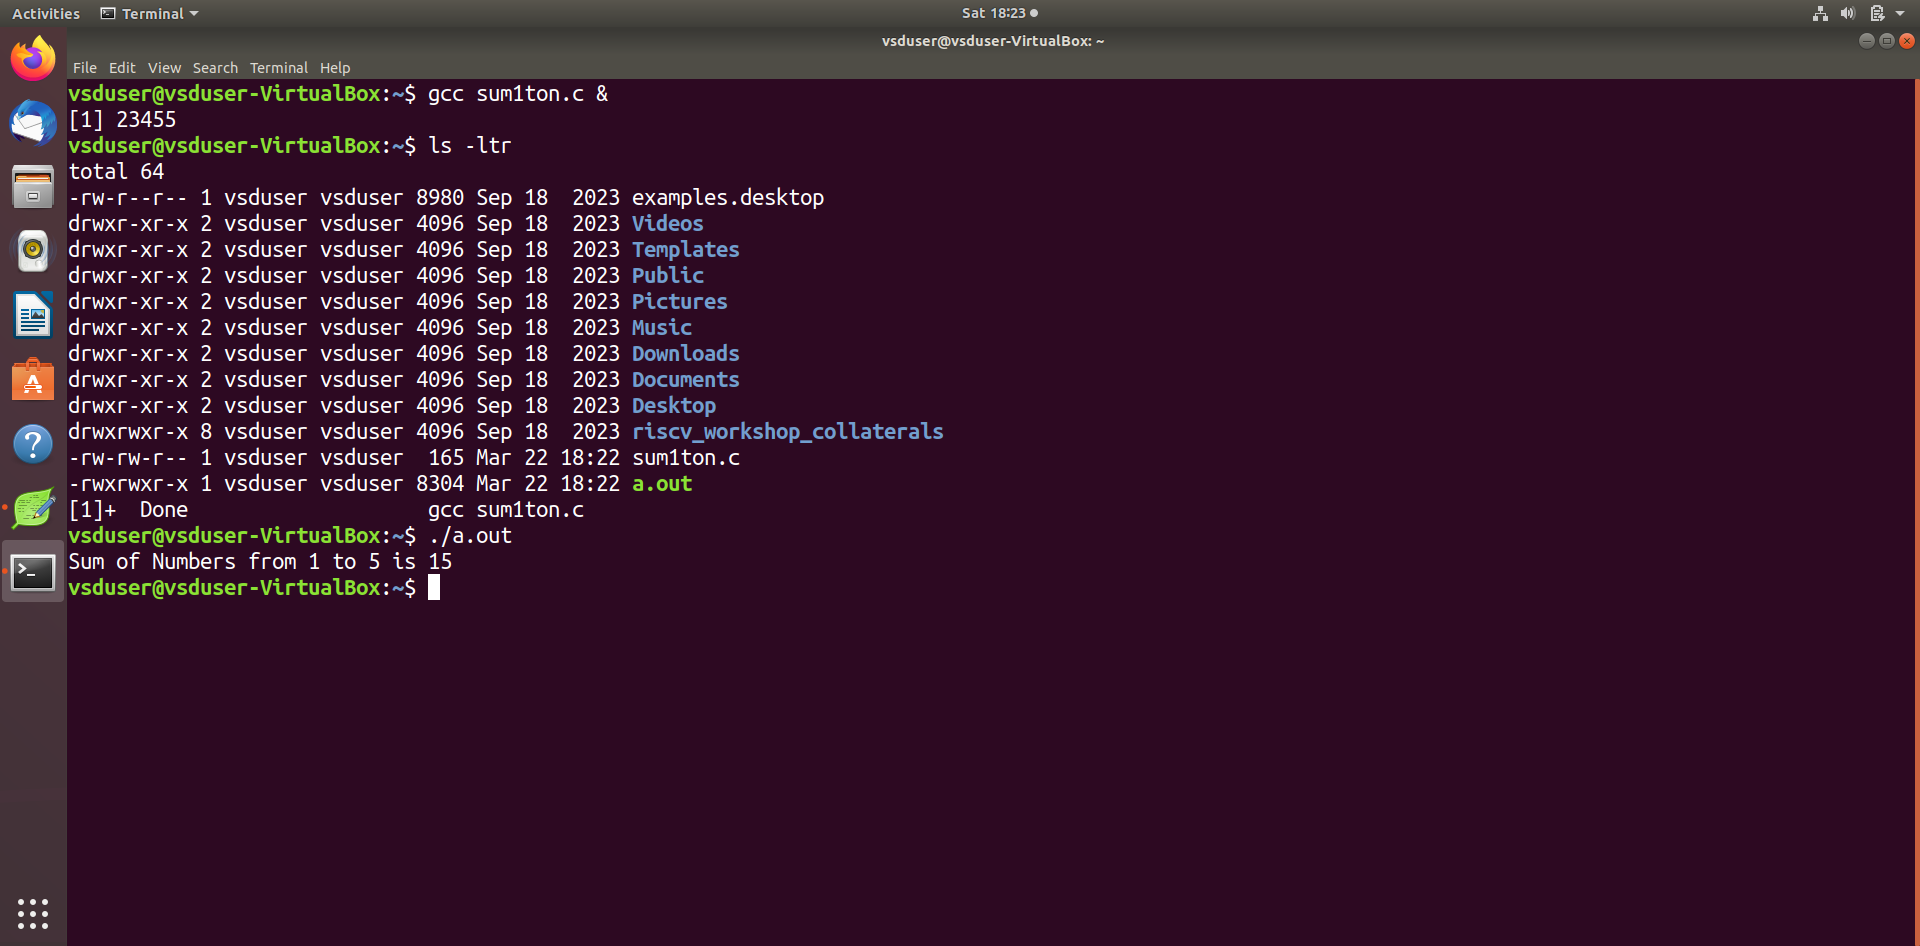 Activities Terminal Sat 18:23
vsduser@vsduser-VirtualBox: ~
File Edit View Search Terminal Help
vsduser@vsduser-VirtualBox:~$ gcc sum1ton.c &
[1] 23455
vsduser@vsduser-VirtualBox:~$ ls -ltr
total 64
-rw-r--r-- 1 vsduser vsduser 8980 Sep 18  2023 examples.desktop
drwxr-xr-x 2 vsduser vsduser 4096 Sep 18  2023 Videos
drwxr-xr-x 2 vsduser vsduser 4096 Sep 18  2023 Templates
drwxr-xr-x 2 vsduser vsduser 4096 Sep 18  2023 Public
drwxr-xr-x 2 vsduser vsduser 4096 Sep 18  2023 Pictures
drwxr-xr-x 2 vsduser vsduser 4096 Sep 18  2023 Music
drwxr-xr-x 2 vsduser vsduser 4096 Sep 18  2023 Downloads
drwxr-xr-x 2 vsduser vsduser 4096 Sep 18  2023 Documents
drwxr-xr-x 2 vsduser vsduser 4096 Sep 18  2023 Desktop
drwxrwxr-x 8 vsduser vsduser 4096 Sep 18  2023 riscv_workshop_collaterals
-rw-rw-r-- 1 vsduser vsduser  165 Mar 22 18:22 sum1ton.c
-rwxrwxr-x 1 vsduser vsduser 8304 Mar 22 18:22 a.out
[1]+  Done                    gcc sum1ton.c
vsduser@vsduser-VirtualBox:~$ ./a.out
Sum of Numbers from 1 to 5 is 15
vsduser@vsduser-VirtualBox:~$